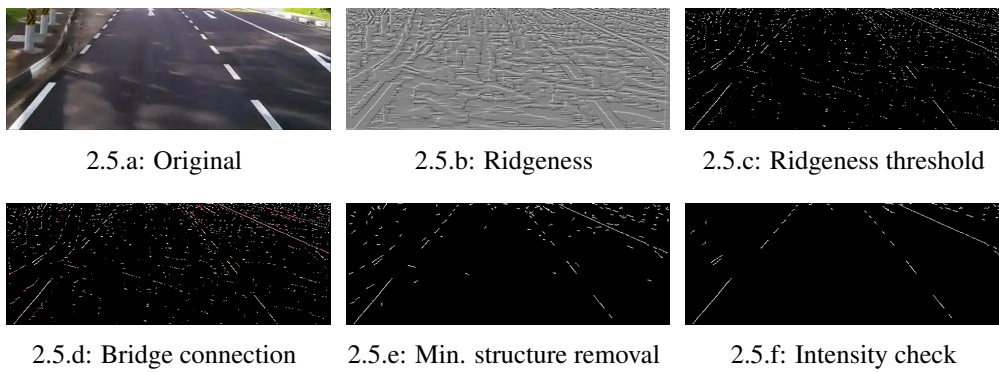 2.5.a: Original
2.5.b: Ridgeness
2.5.c: Ridgeness threshold
2.5.d: Bridge connection
2.5.e: Min. structure removal
2.5.f: Intensity check